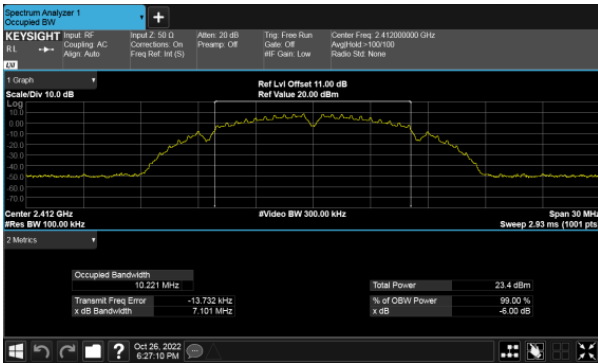 Spectrum Analyzer 1
Occupied BW
KEYSIGHT
RL
Input: RF
Coupling: AC
Align: Auto
Input Z: 50 Ω
Corrections: On
Freq Ref: Int (S)
Atten: 20 dB
Preamp: Off
Trig: Free Run
Gate: Off
#IF Gain: Low
Center Freq: 2.412000000 GHz
Avg|Hold:>100/100
Radio Std: None
1 Graph
Scale/Div 10.0 dB
Ref Lvl Offset 11.00 dB
Ref Value 20.00 dBm
Log
10.0
0.00
-10.0
-20.0
-30.0
-40.0
-50.0
-60.0
-70.0
Center 2.412 GHz
#Res BW 100.00 kHz
#Video BW 300.00 kHz
Span 30 MHz
Sweep 2.93 ms (1001 pts
2 Metrics
Occupied Bandwidth
10.221 MHz
Transmit Freq Error -13.732 kHz
x dB Bandwidth 7.101 MHz
Total Power 23.4 dBm
% of OBW Power 99.00 %
x dB -6.00 dB
Oct 26, 2022
6:27:10 PM